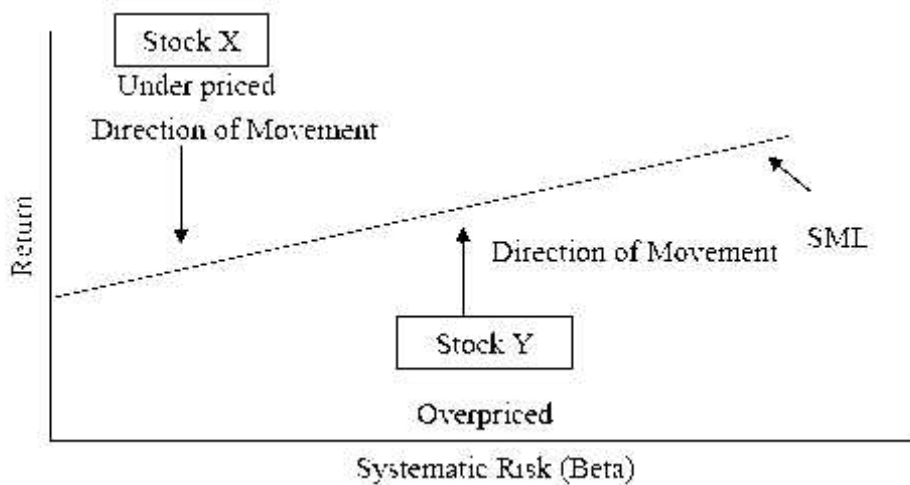 Stock X
Under priced
Direction of Movement
Return
Direction of Movement
SML
Stock Y
Overpriced
Systematic Risk (Beta)